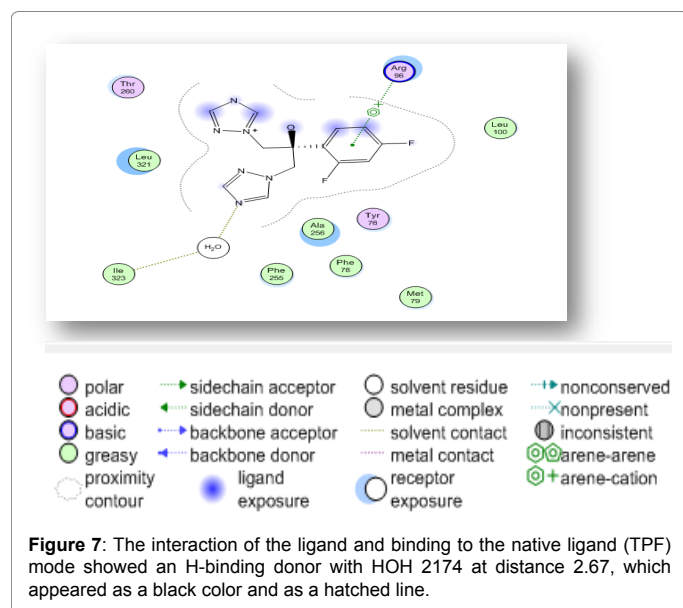 Thr
260
Arg
96
N
N
N
+
O
Leu
100
F
Leu
321
F
N
N
N
Tyr
76
Ala
256
H₂O
Phe
78
Ile
323
Phe
255
Met
79
polar sidechain acceptor solvent residue nonconserved
acidic sidechain donor metal complex nonpresent
basic backbone acceptor solvent contact inconsistent
greasy backbone donor metal contact arene-arene
proximity contour ligand exposure receptor exposure arene-cation
Figure 7: The interaction of the ligand and binding to the native ligand (TPF)
mode showed an H-binding donor with HOH 2174 at distance 2.67, which
appeared as a black color and as a hatched line.